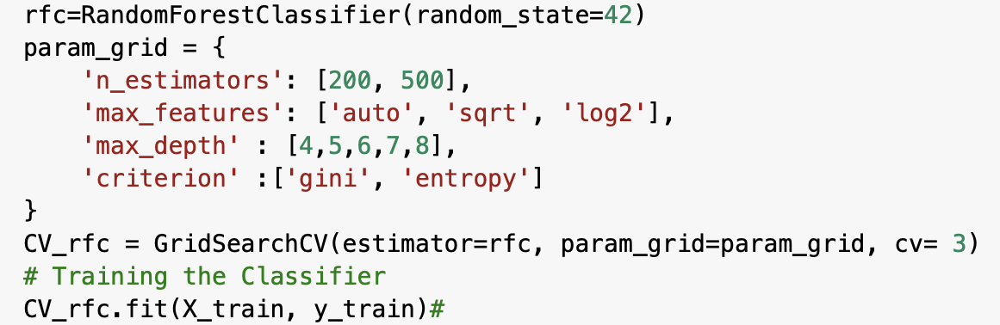 rfc=RandomForestClassifier(random_state=42)
param_grid = {
    'n_estimators': [200, 500],
    'max_features': ['auto', 'sqrt', 'log2'],
    'max_depth' : [4,5,6,7,8],
    'criterion' :['gini', 'entropy']
}
CV_rfc = GridSearchCV(estimator=rfc, param_grid=param_grid, cv= 3)
# Training the Classifier
CV_rfc.fit(X_train, y_train)#